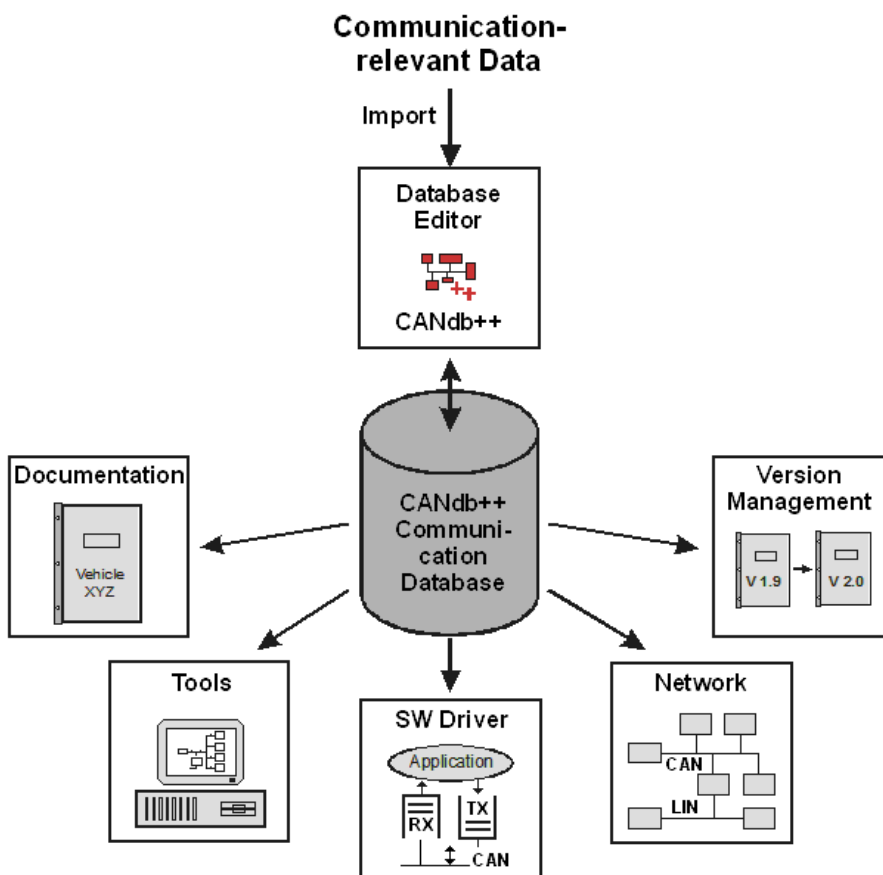 Communication-
relevant Data
Import
Database
Editor
CANdb++
CANdb++
Communi-
cation
Database
Documentation
Vehicle
XYZ
Version
Management
V 1.9
V 2.0
Tools
SW Driver
Application
RX
TX
CAN
Network
CAN
LIN